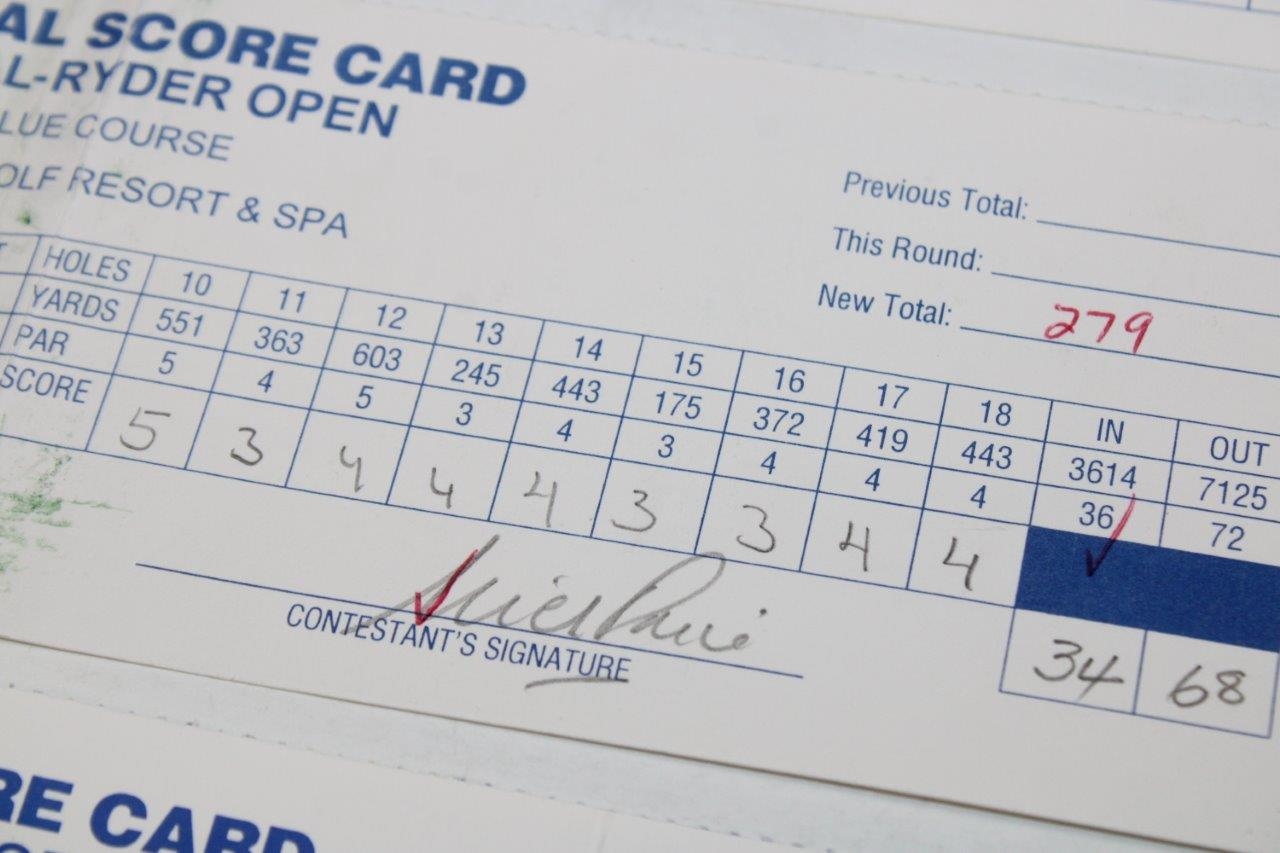 AL SCORE CARD
L-RYDER OPEN
LUE COURSE
OLF RESORT & SPA
Previous Total:
This Round:
New Total: 279
HOLES 10 11 12 13 14 15 16 17 18 IN OUT
YARDS 551 363 603 245 443 175 372 419 443 3614 7125
PAR 5 4 5 3 4 3 4 4 4 36 72
SCORE 5 3 4 4 4 3 3 4 4
34 68
CONTESTANT'S SIGNATURE
RE CARD